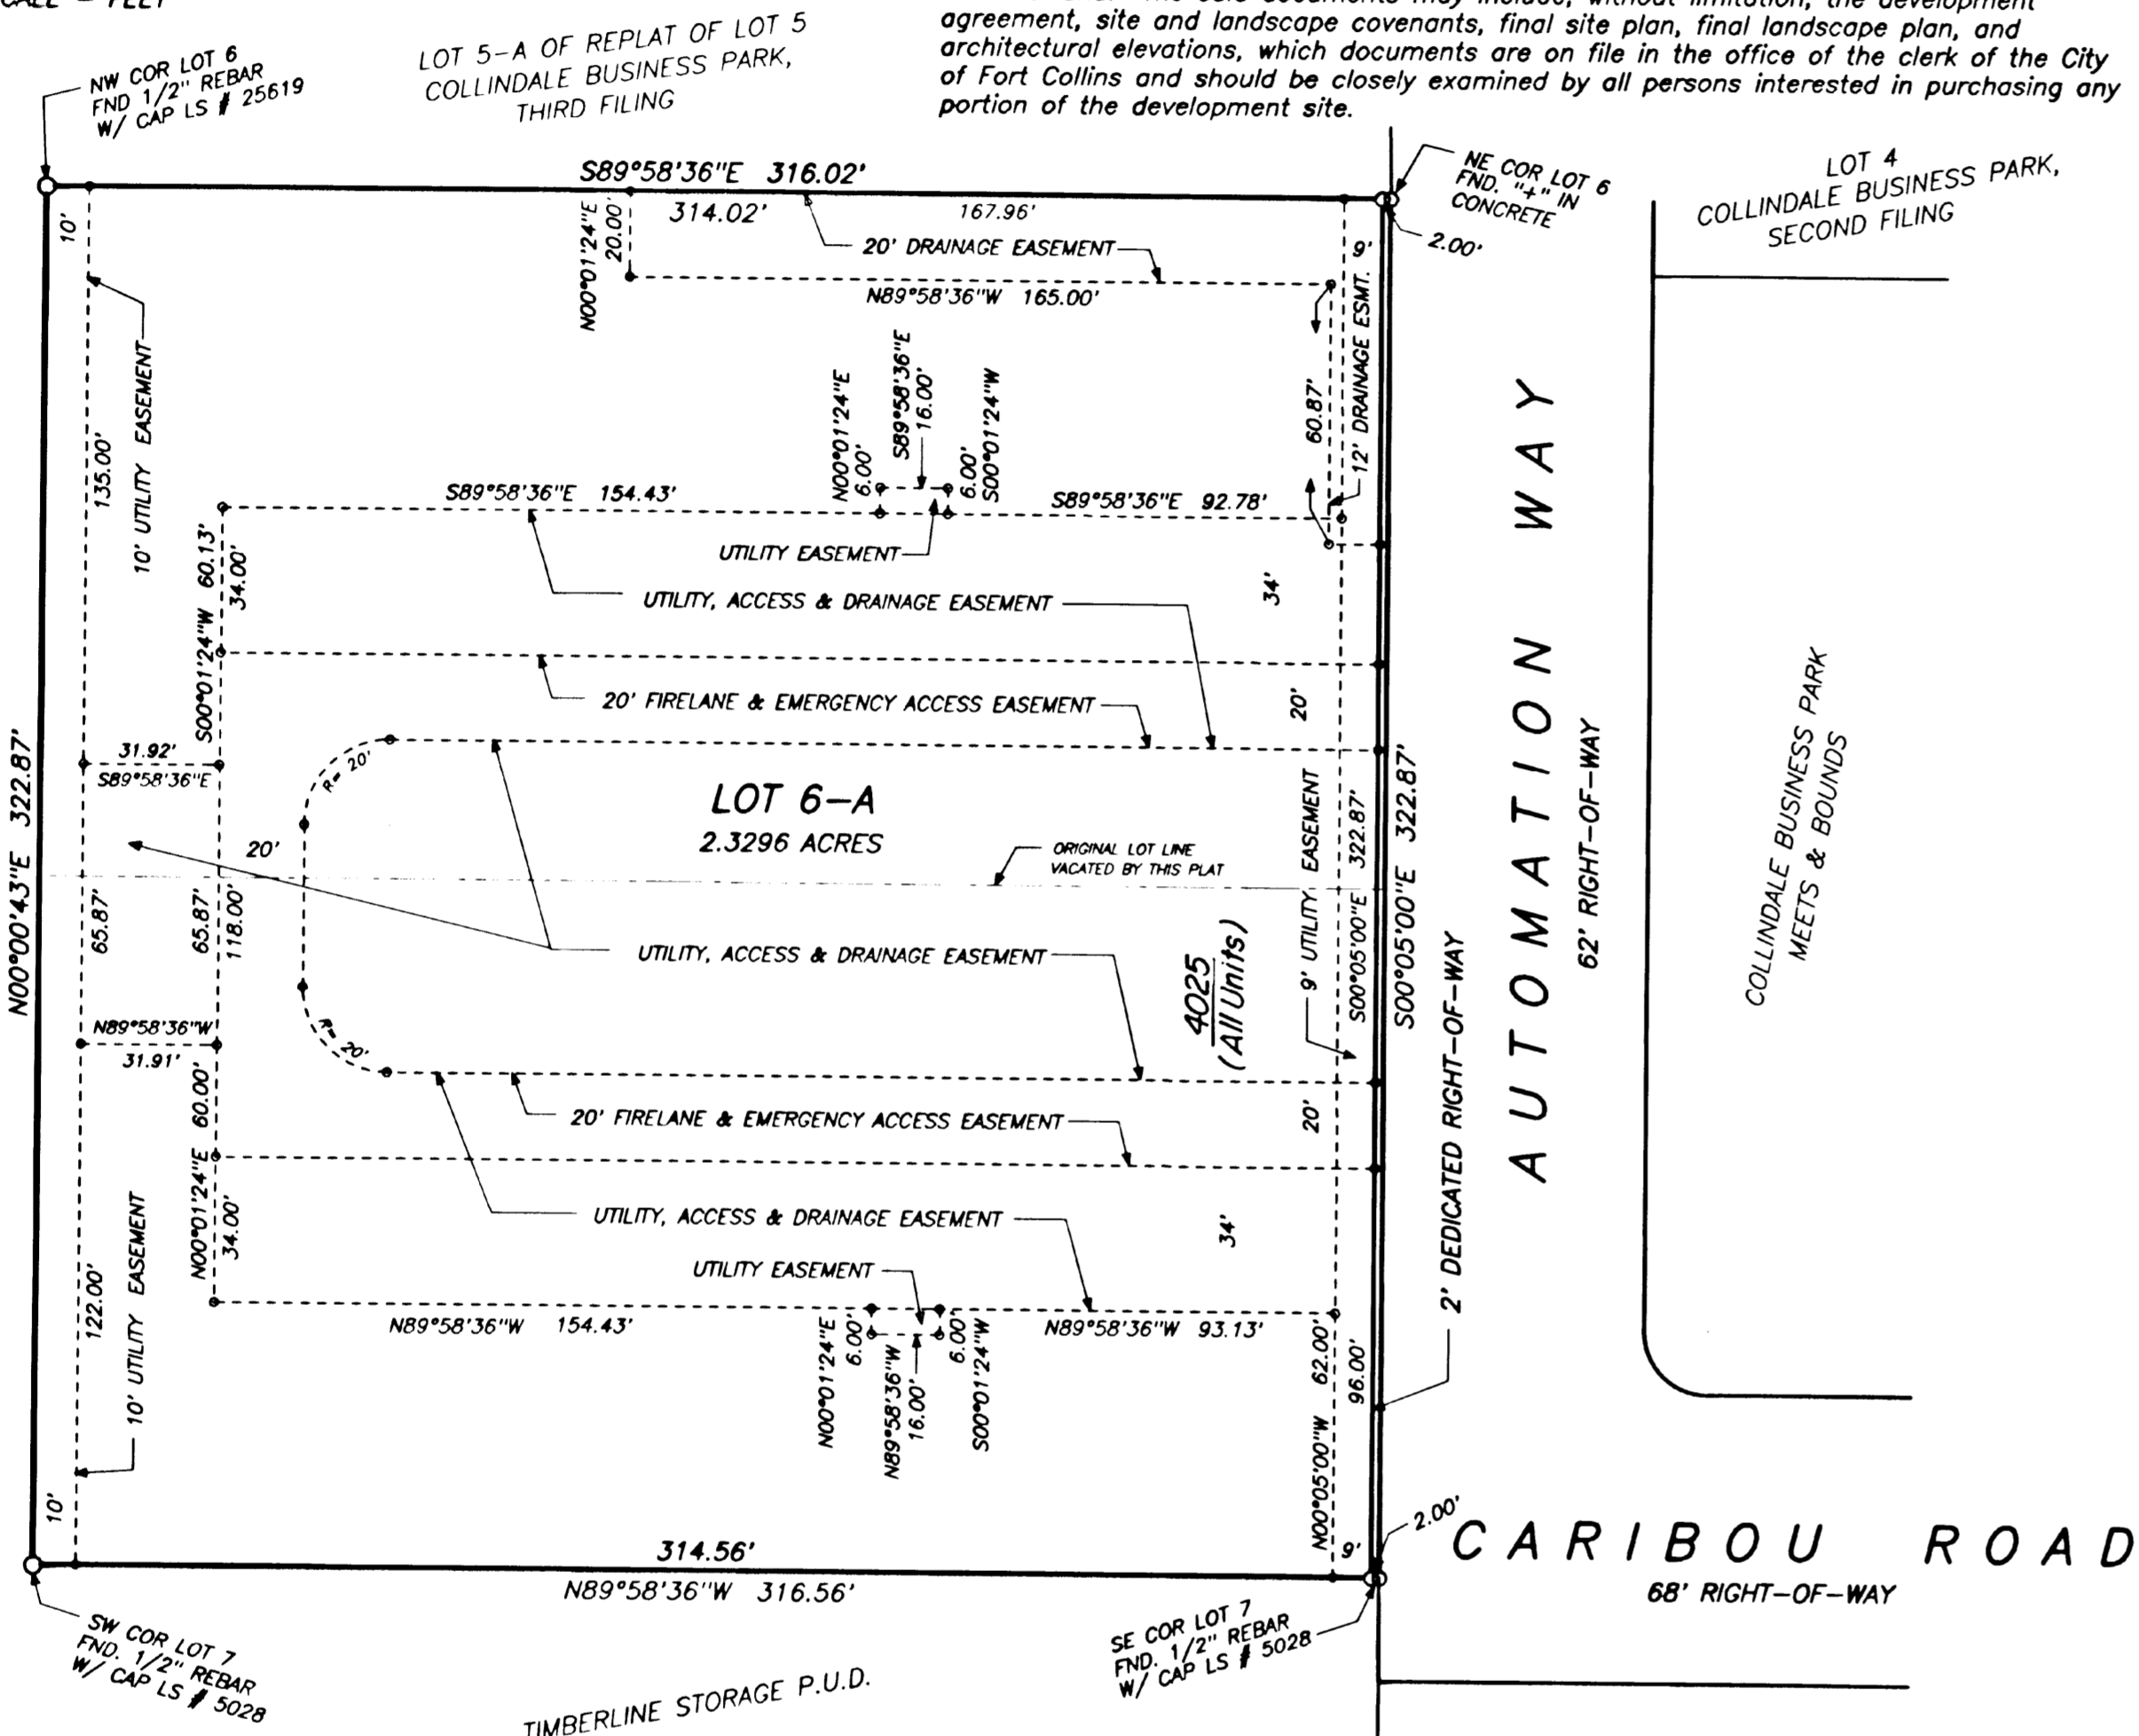 agreement, site and landscape covenants, final site plan, final landscape plan, and
architectural elevations, which documents are on file in the office of the clerk of the City
of Fort Collins and should be closely examined by all persons interested in purchasing any
portion of the development site.
NW COR LOT 6
FND 1/2" REBAR
W/ CAP LS # 25619
LOT 5-A OF REPLAT OF LOT 5
COLLINDALE BUSINESS PARK,
THIRD FILING
NE COR LOT 6
FND. "+" IN
CONCRETE
LOT 4
COLLINDALE BUSINESS PARK,
SECOND FILING
S89°58'36"E 316.02'
314.02'
167.96'
2.00'
10'
N00°01'24"E
20.00'
20' DRAINAGE EASEMENT
9'
N89°58'36"W 165.00'
12' DRAINAGE ESMT.
60.87'
10' UTILITY EASEMENT
135.00'
N00°01'24"E
6.00'
S89°58'36"E
16.00'
6.00'
S00°01'24"W
S89°58'36"E 154.43'
S89°58'36"E 92.78'
UTILITY EASEMENT
S00°01'24"W 60.13'
34.00'
34'
UTILITY, ACCESS & DRAINAGE EASEMENT
20' FIRELANE & EMERGENCY ACCESS EASEMENT
20'
31.92'
S89°58'36"E
R= 20'
LOT 6-A
2.3296 ACRES
ORIGINAL LOT LINE
VACATED BY THIS PLAT
20'
N00°00'43"E 322.87'
65.87'
65.87'
118.00'
UTILITY, ACCESS & DRAINAGE EASEMENT
4025
(All Units)
9' UTILITY EASEMENT
S00°05'00"E 322.87'
S00°05'00"E 322.87'
AUTOMATION WAY
62' RIGHT-OF-WAY
2' DEDICATED RIGHT-OF-WAY
COLLINDALE BUSINESS PARK
MEETS & BOUNDS
N89°58'36"W
31.91'
R= 20'
20' FIRELANE & EMERGENCY ACCESS EASEMENT
20'
N00°01'24"E 60.00'
34.00'
UTILITY, ACCESS & DRAINAGE EASEMENT
34'
UTILITY EASEMENT
122.00'
10' UTILITY EASEMENT
N89°58'36"W 154.43'
N89°58'36"W 93.13'
N00°01'24"E
6.00'
N89°58'36"W
16.00'
6.00'
S00°01'24"W
N00°05'00"W 62.00'
96.00'
10'
9'
2.00'
314.56'
N89°58'36"W 316.56'
CARIBOU ROAD
68' RIGHT-OF-WAY
SW COR LOT 7
FND. 1/2" REBAR
W/ CAP LS # 5028
SE COR LOT 7
FND. 1/2" REBAR
W/ CAP LS # 5028
TIMBERLINE STORAGE P.U.D.